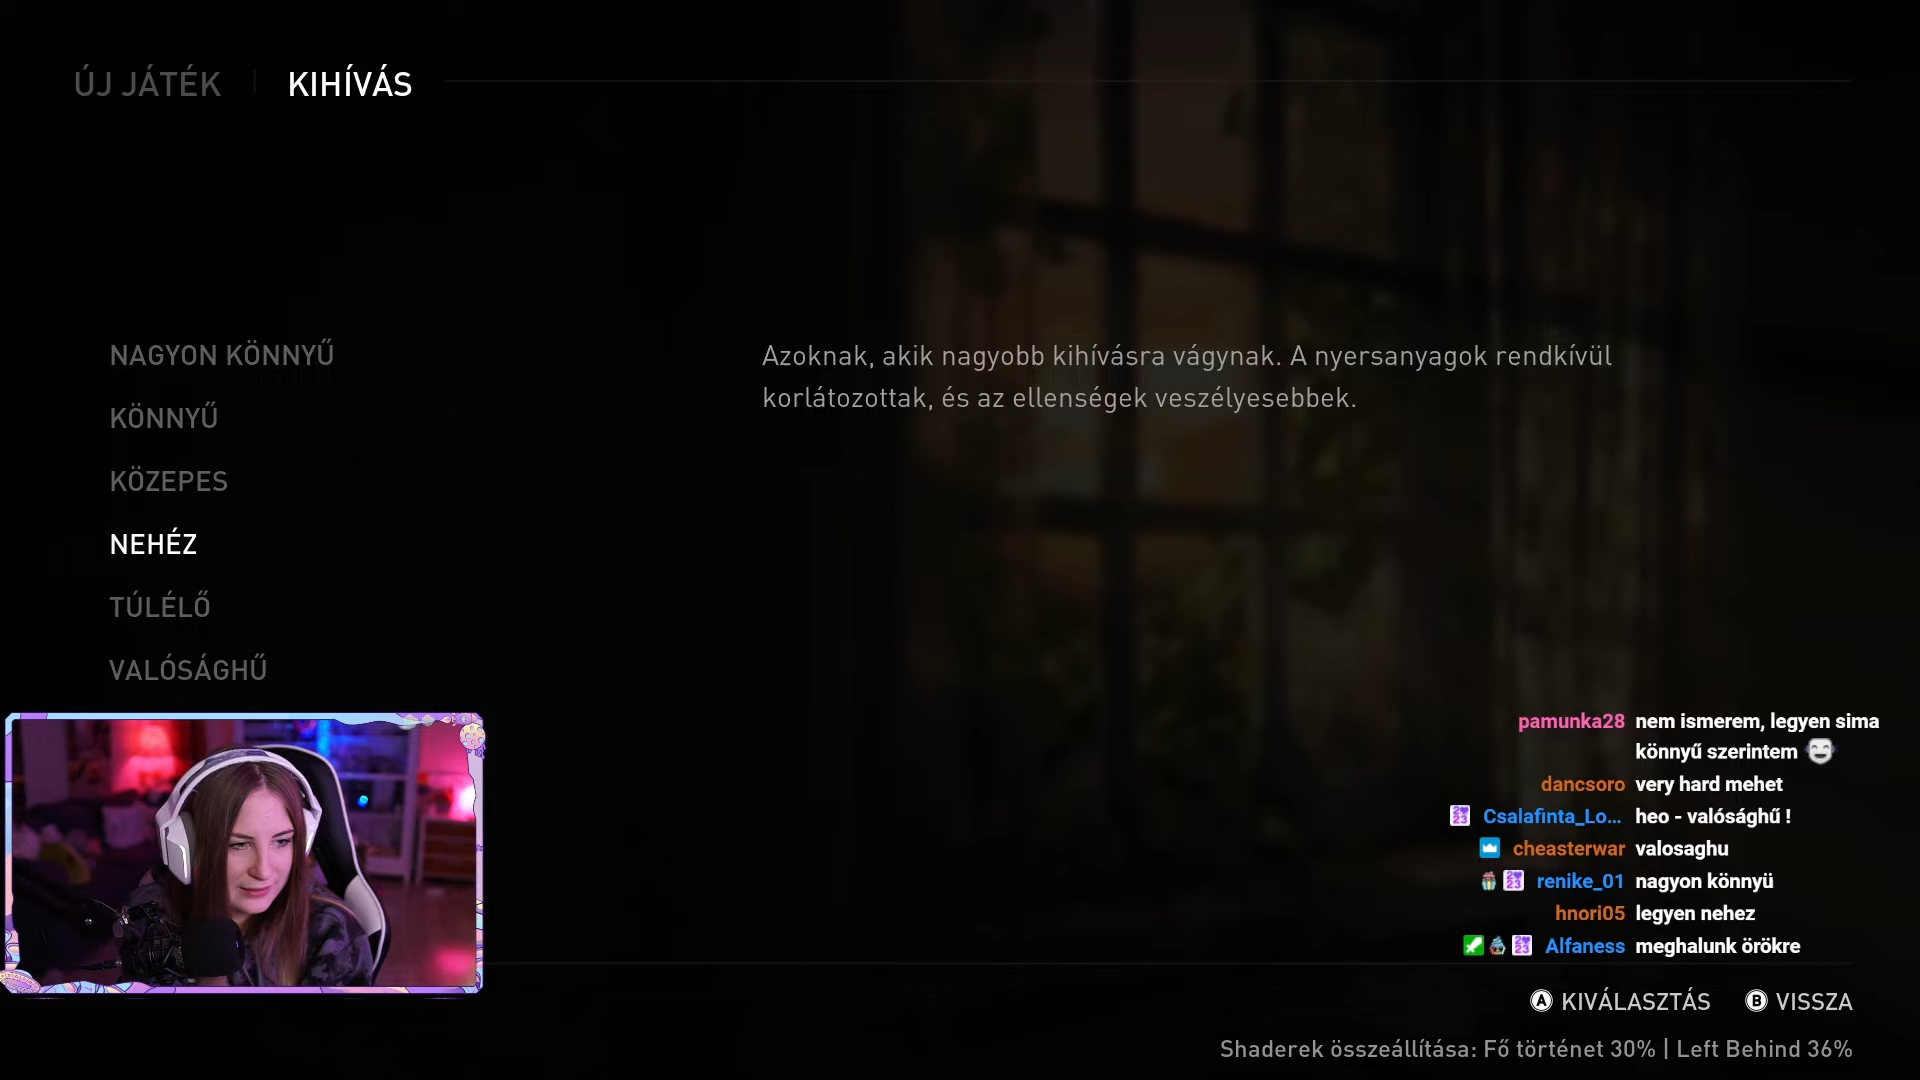 ÚJ JÁTÉK | KIHÍVÁS
NAGYON KÖNNYŰ
KÖNNYŰ
KÖZEPES
NEHÉZ
TÚLÉLŐ
VALÓSÁGHŰ
Azoknak, akik nagyobb kihívásra vágynak. A nyersanyagok rendkívül
korlátozottak, és az ellenségek veszélyesebbek.
pamunka28 nem ismerem, legyen sima
könnyű szerintem
dancsoro very hard mehet
Csalafinta_Lo... heo - valósághű !
cheasterwar valosaghu
renike_01 nagyon könnyü
hnori05 legyen nehez
Alfaness meghalunk örökre
A KIVÁLASZTÁS B VISSZA
Shaderek összeállítása: Fő történet 30% | Left Behind 36%